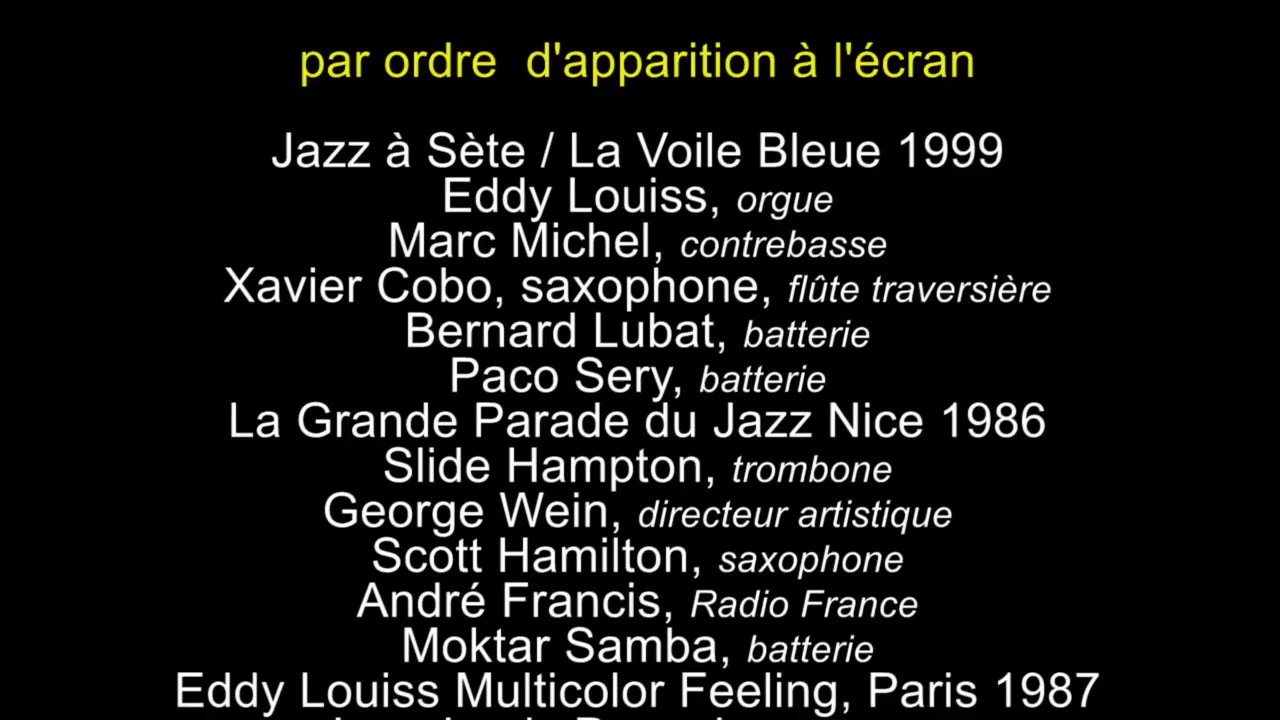 par ordre d'apparition à l'écran
Jazz à Sète / La Voile Bleue 1999
Eddy Louiss, orgue
Marc Michel, contrebasse
Xavier Cobo, saxophone, flûte traversière
Bernard Lubat, batterie
Paco Sery, batterie
La Grande Parade du Jazz Nice 1986
Slide Hampton, trombone
George Wein, directeur artistique
Scott Hamilton, saxophone
André Francis, Radio France
Moktar Samba, batterie
Eddy Louiss Multicolor Feeling, Paris 1987